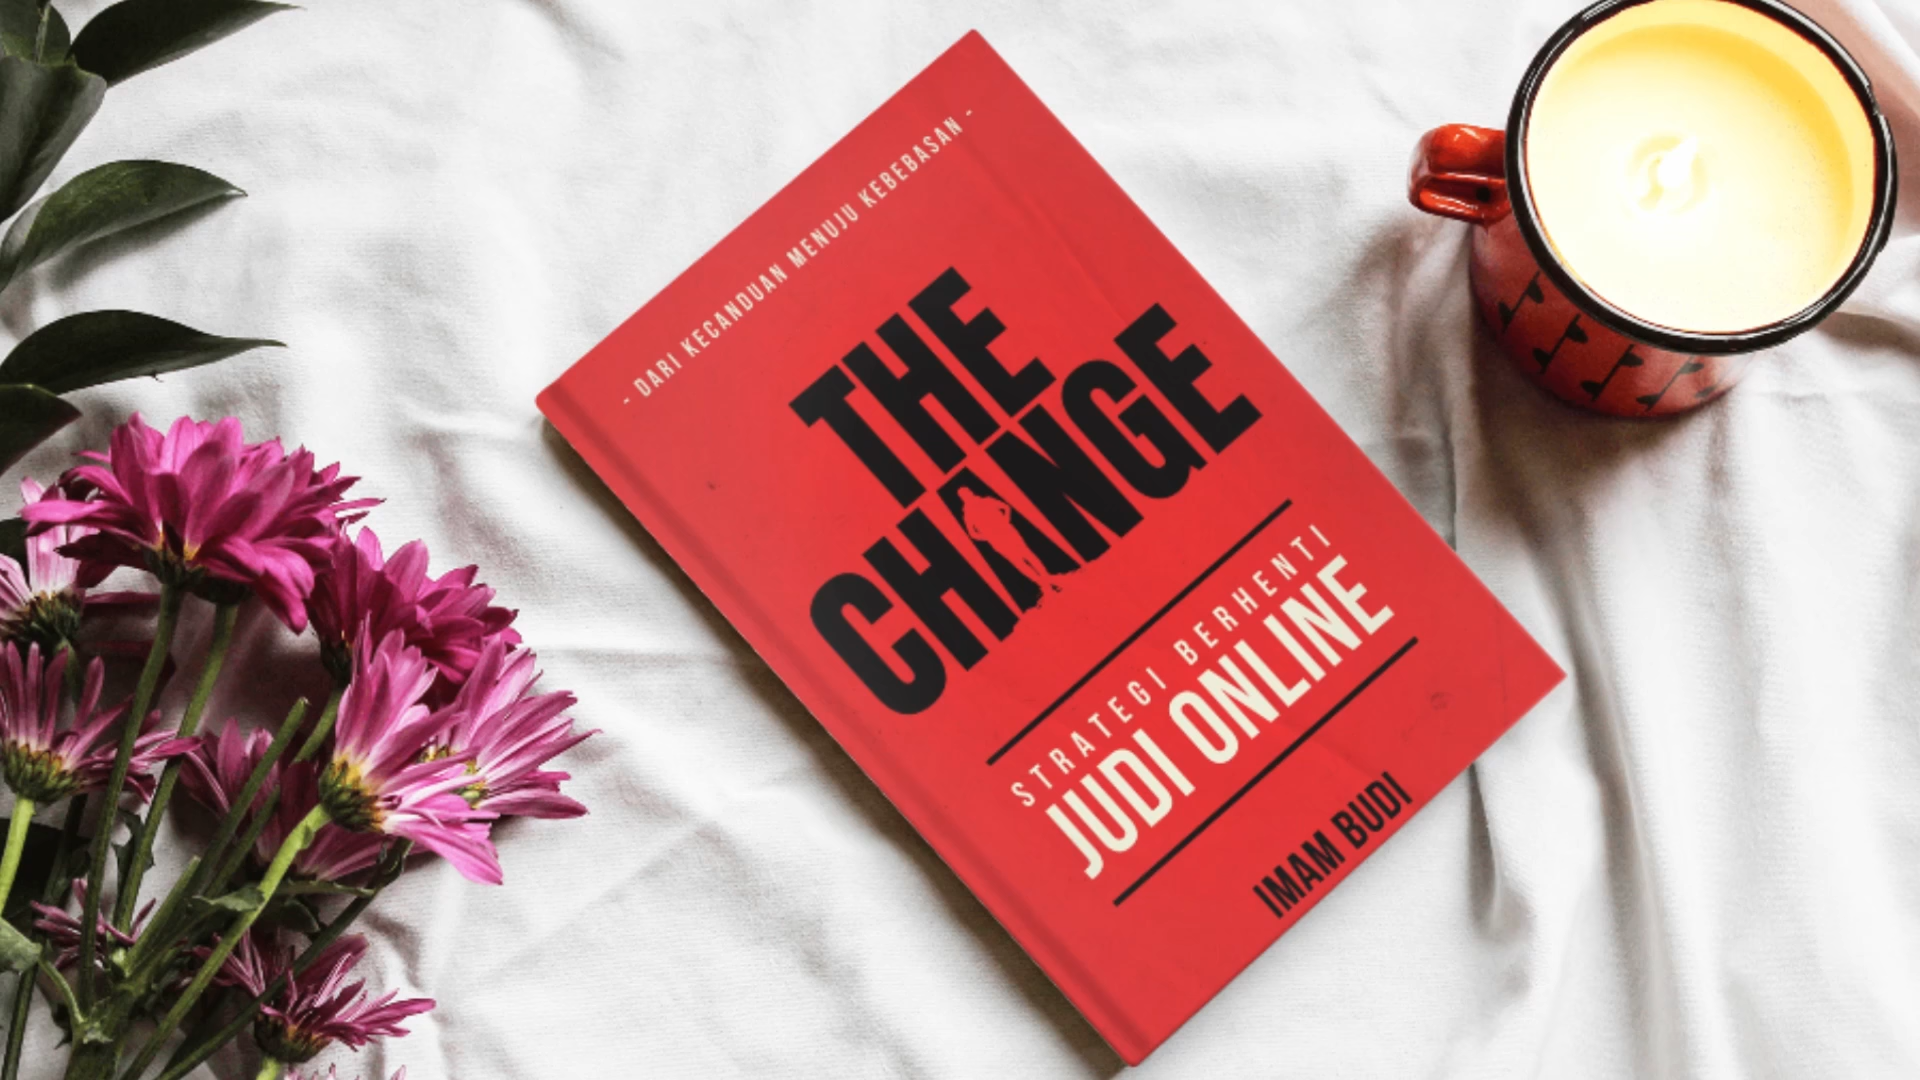 - DARI KECANDUAN MENUJU KEBEBASAN -
THE
CHANGE
STRATEGI BERHENTI
JUDI ONLINE
IMAM BUDI